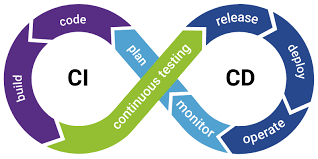 code
build
CI
plan
continuous testing
release
deploy
CD
operate
monitor